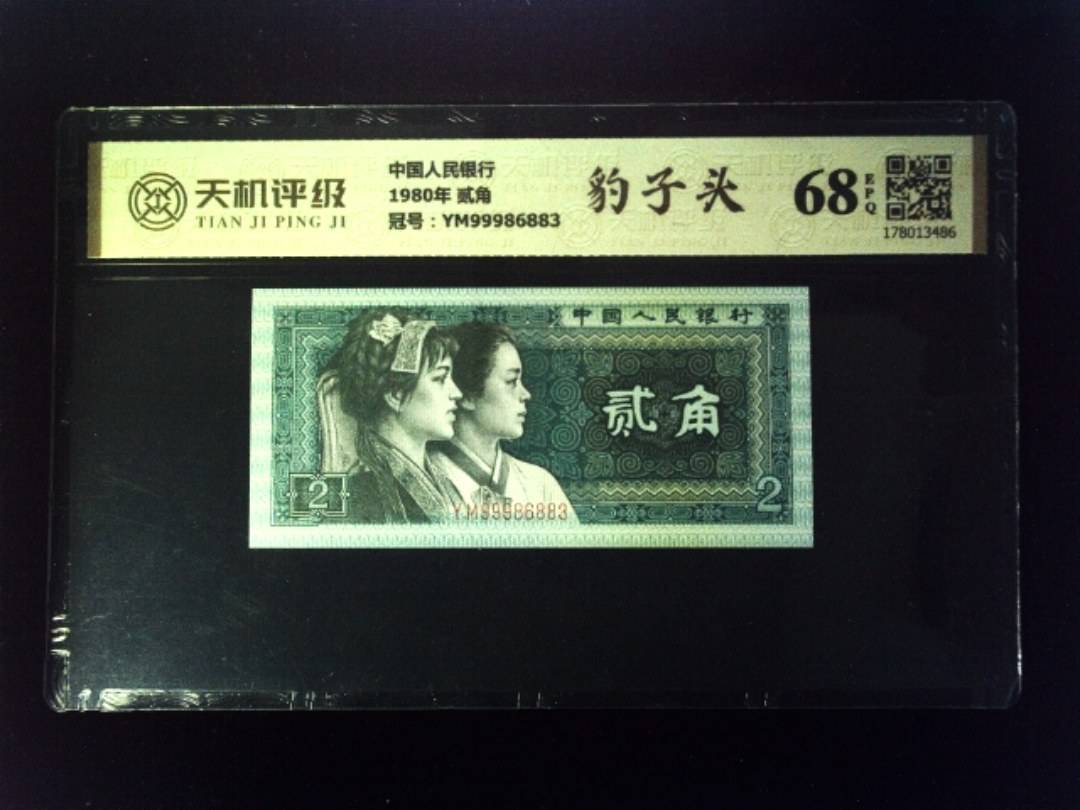 天机评级
TIAN JI PING JI
中国人民银行
1980年 贰角
冠号：YM99986883
豹子头
68
EPQ
178013486
中国人民银行
贰角
2
2
YM99986883